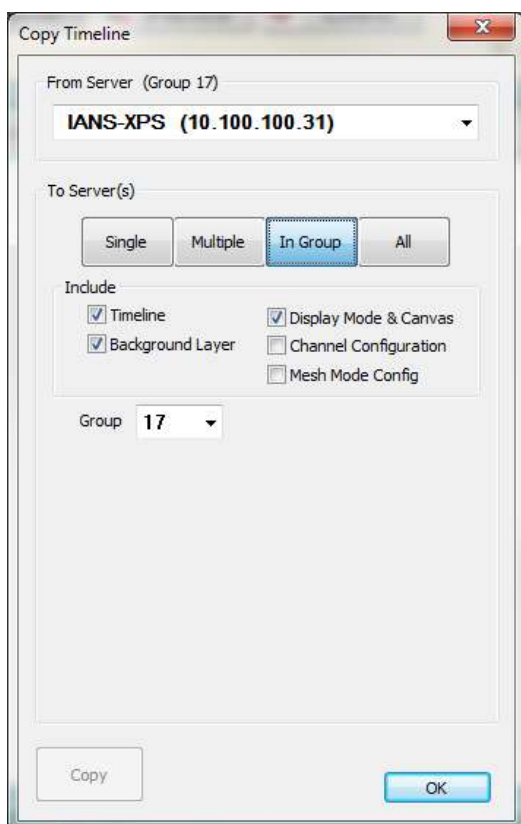 Copy Timeline
From Server (Group 17)
IANS-XPS (10.100.100.31)
To Server(s)
Single Multiple In Group All
Include
Timeline Display Mode & Canvas
Background Layer Channel Configuration
Mesh Mode Config
Group 17
Copy
OK